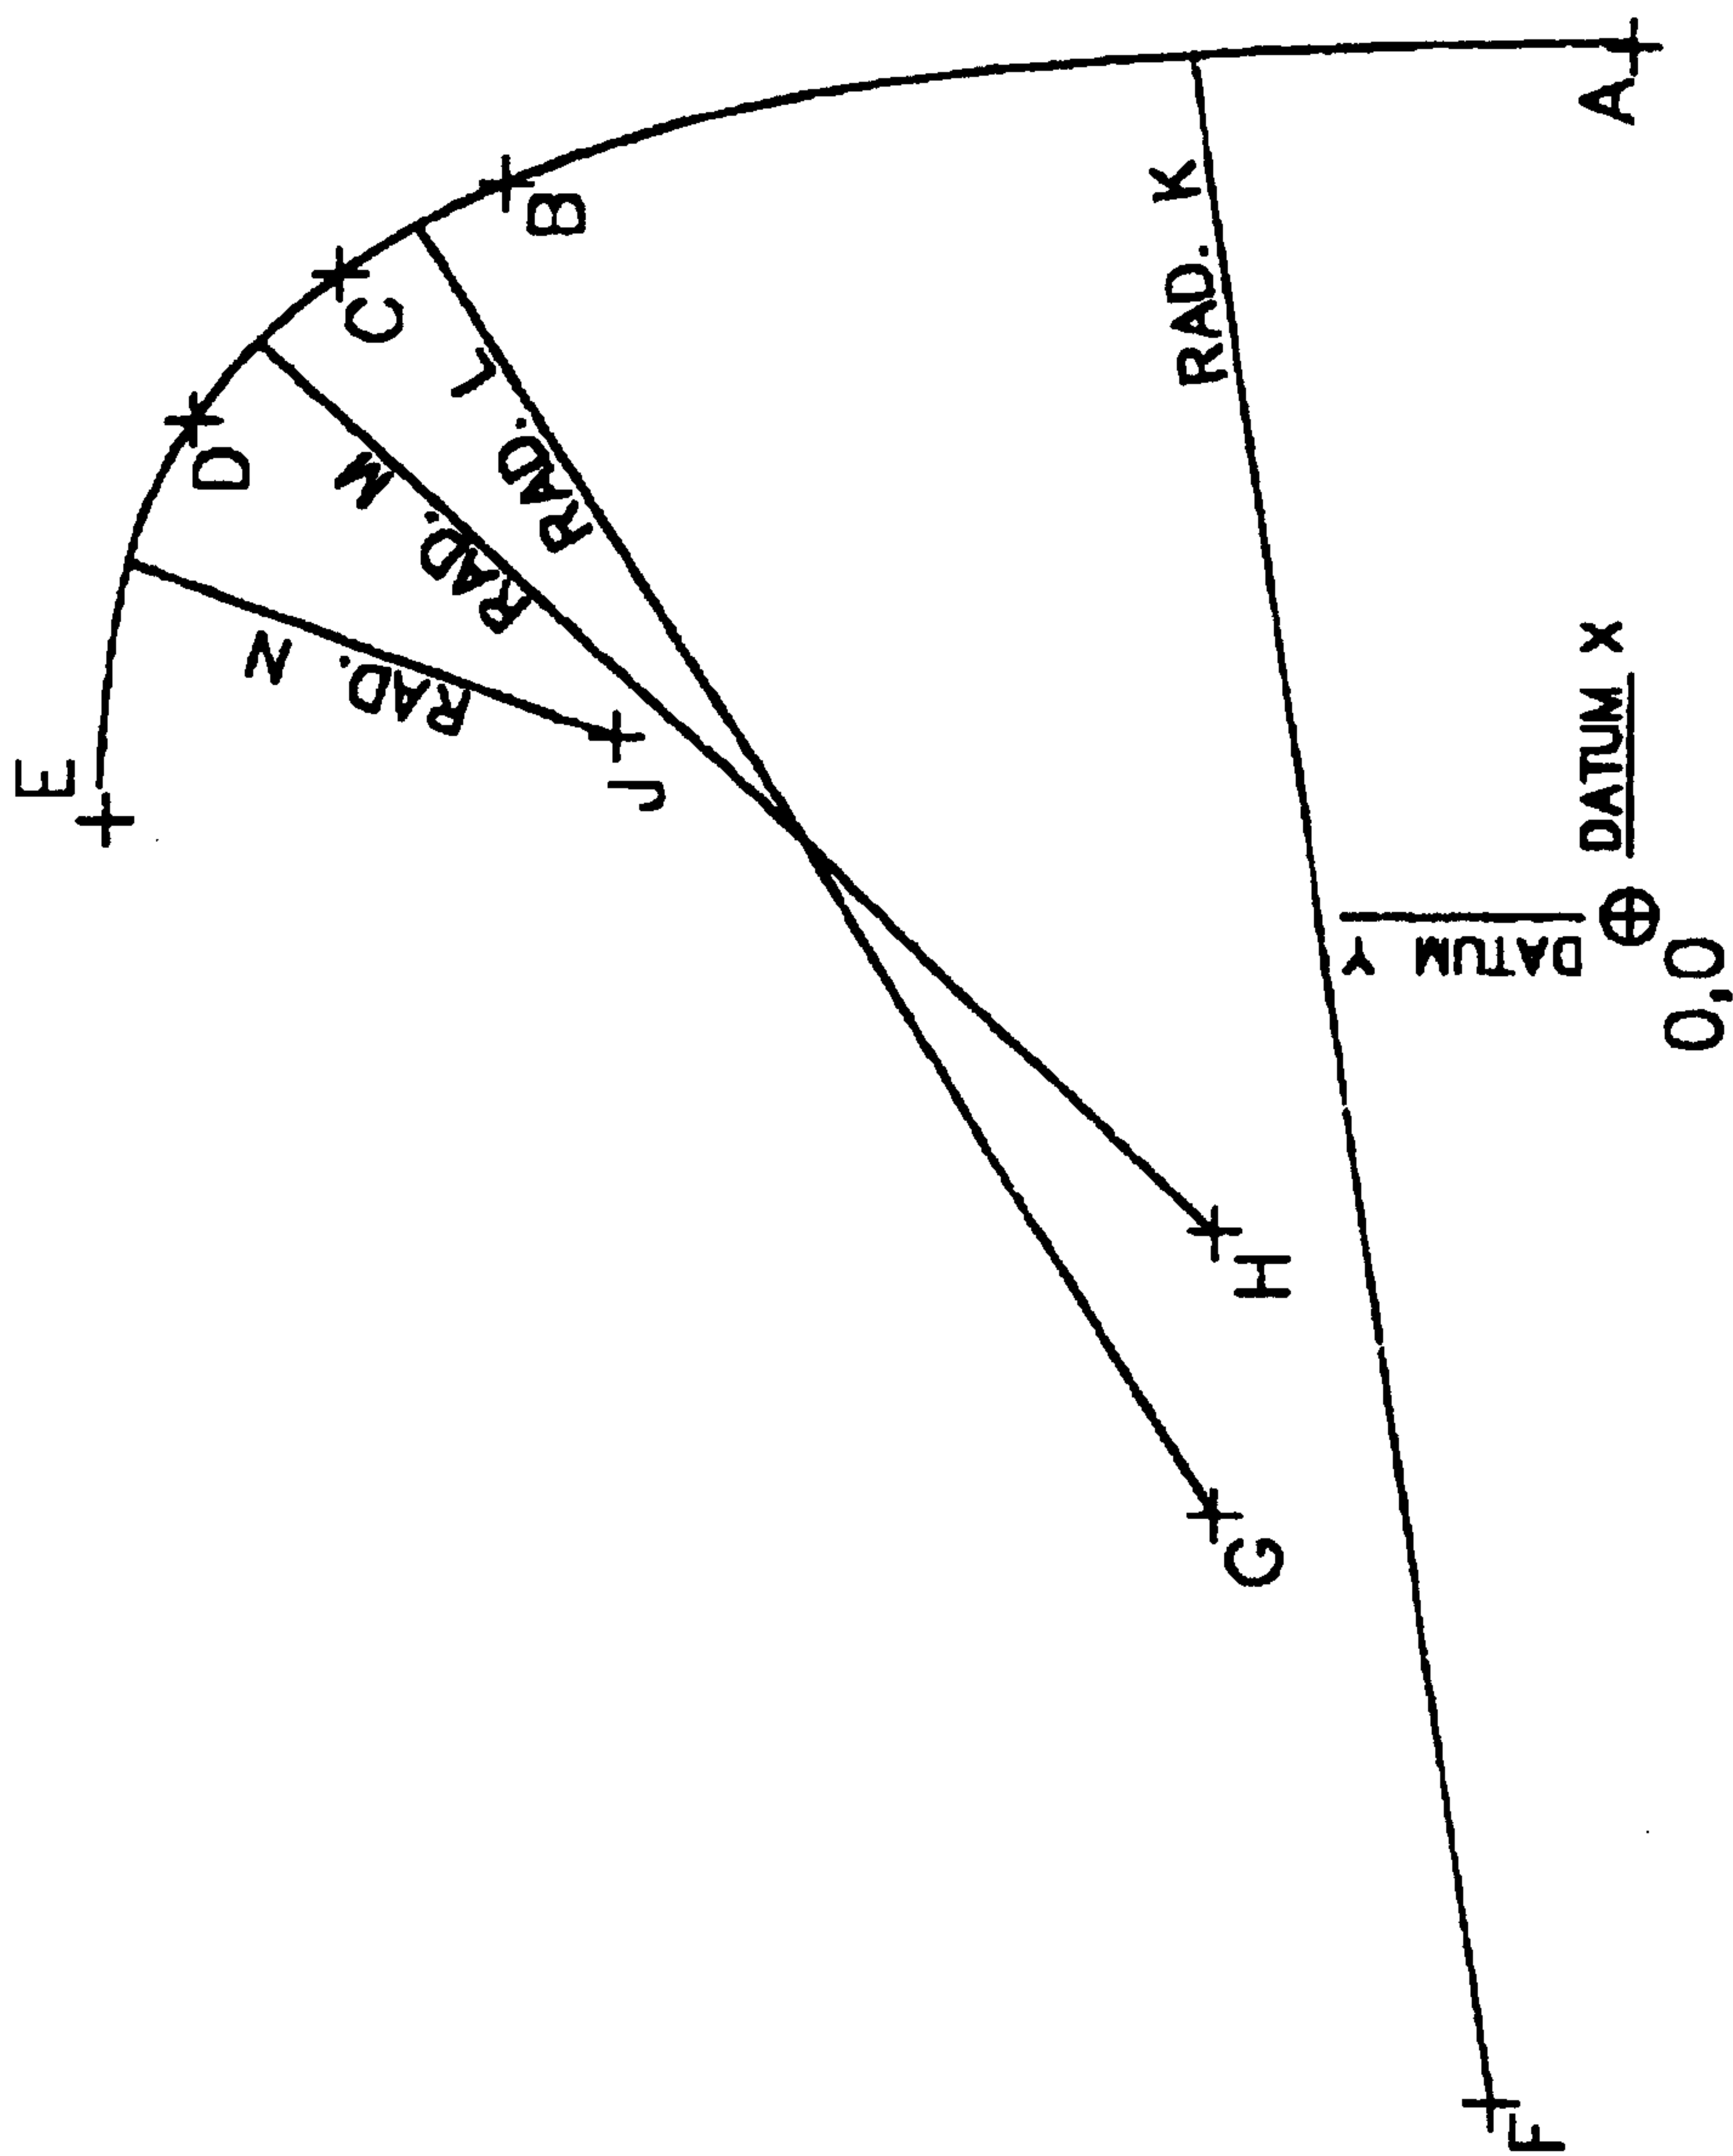 E
D
C
B
RAD. N
RAD. M
RAD. L
J
RAD. K
A
H
G
DATUM X
DATUM Y
0,0
F